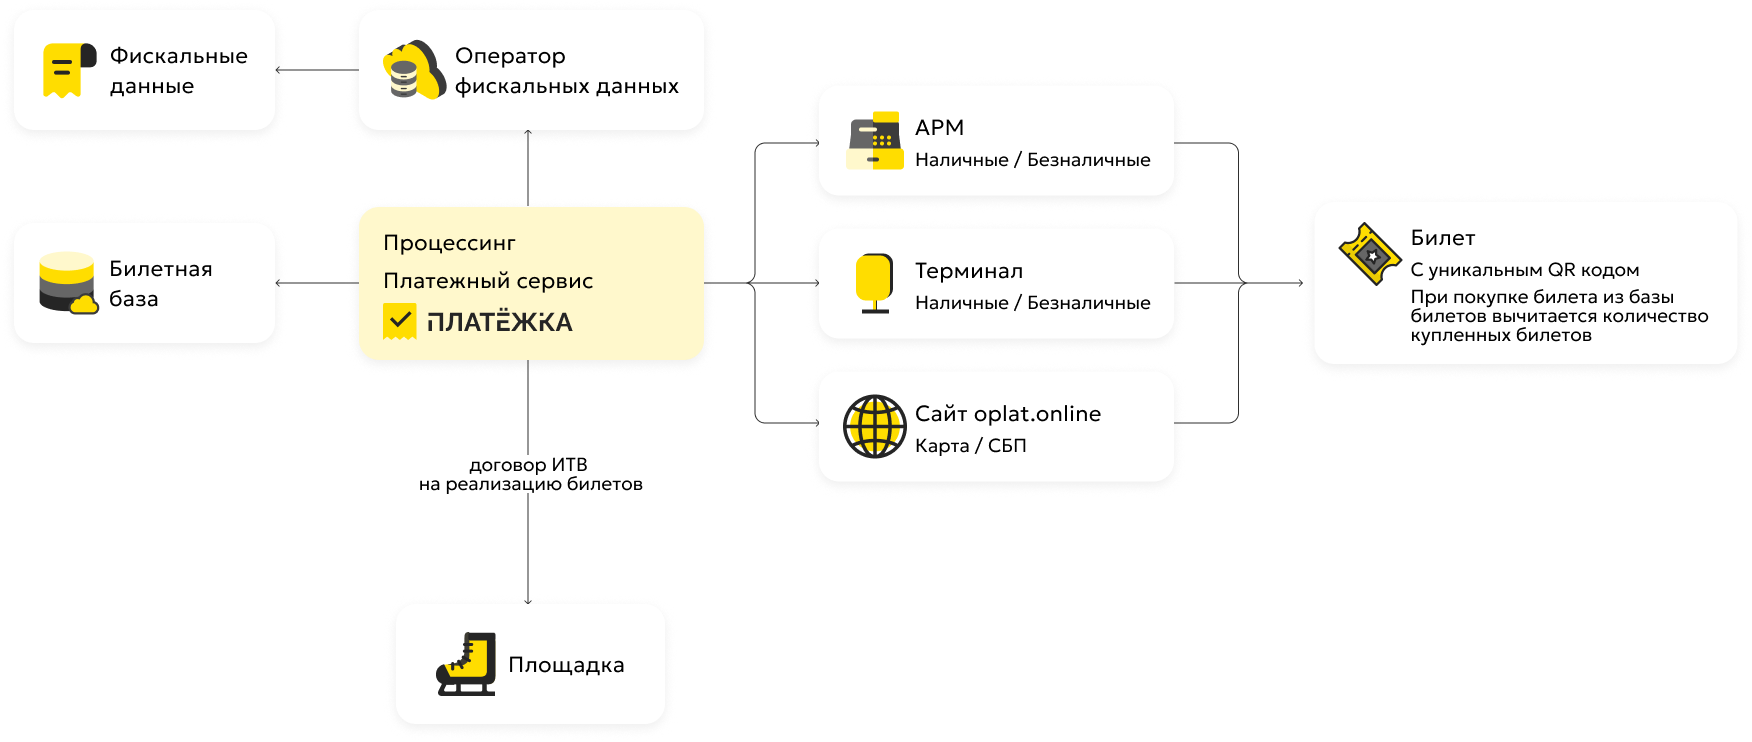 Фискальные
данные
Оператор
фискальных данных
АРМ
Наличные / Безналичные
Билетная
база
Процессинг
Платежный сервис
ПЛАТЁЖКА
Терминал
Наличные / Безналичные
Билет
С уникальным QR кодом
При покупке билета из базы
билетов вычитается количество
купленных билетов
Сайт oplat.online
Карта / СБП
договор ИТВ
на реализацию билетов
Площадка